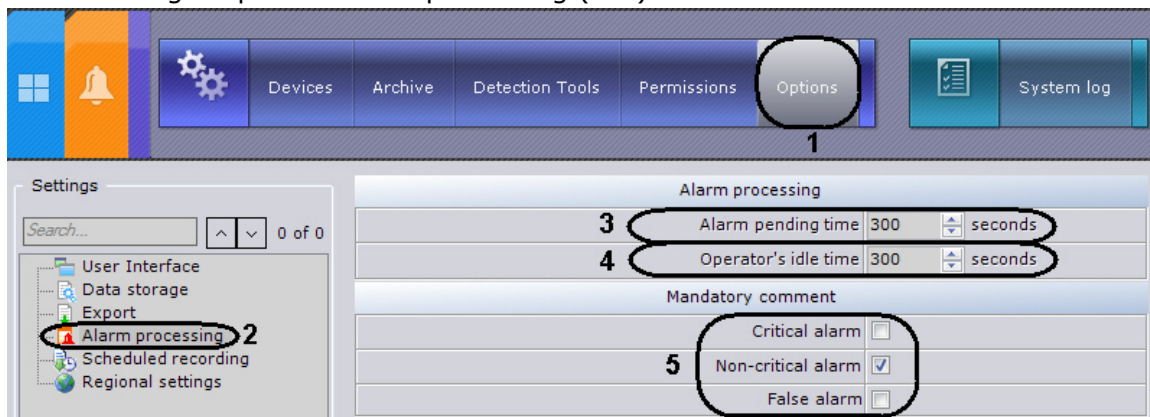 Devices Archive Detection Tools Permissions Options System log
1
Settings
Search... 0 of 0
User Interface
Data storage
Export
Alarm processing 2
Scheduled recording
Regional settings
Alarm processing
3 Alarm pending time 300 seconds
4 Operator's idle time 300 seconds
Mandatory comment
Critical alarm
5 Non-critical alarm
False alarm